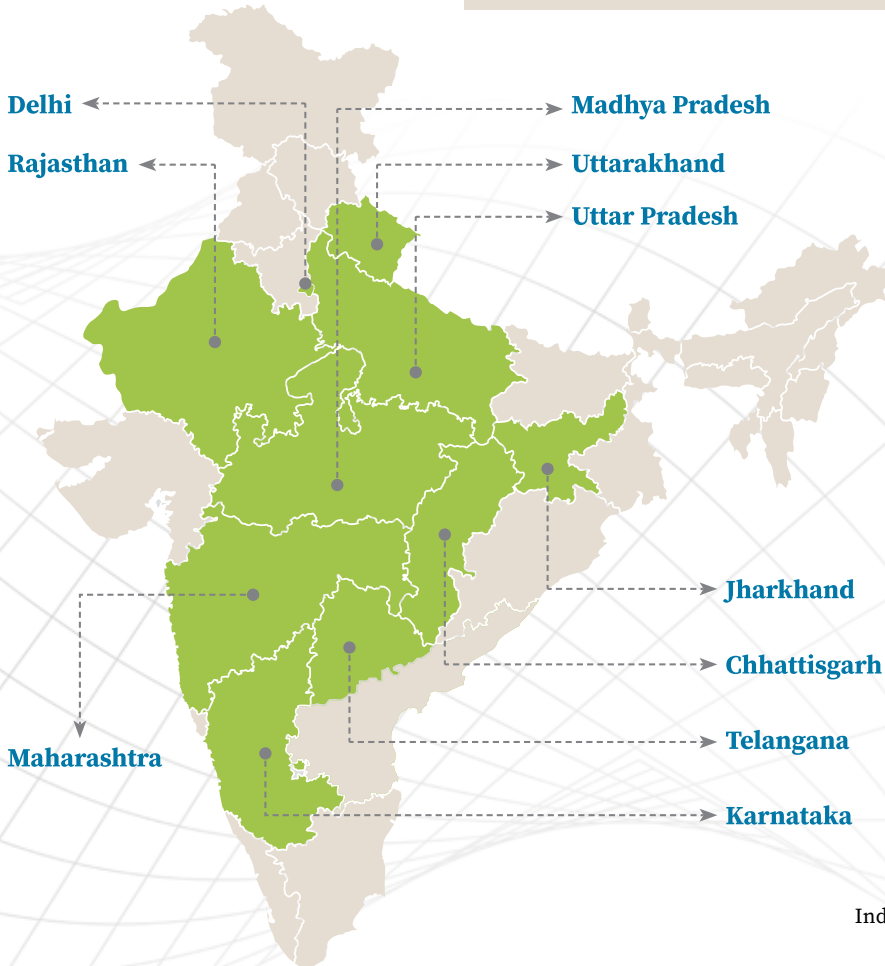 Delhi
Madhya Pradesh
Rajasthan
Uttarakhand
Uttar Pradesh
Jharkhand
Chhattisgarh
Maharashtra
Telangana
Karnataka
Ind